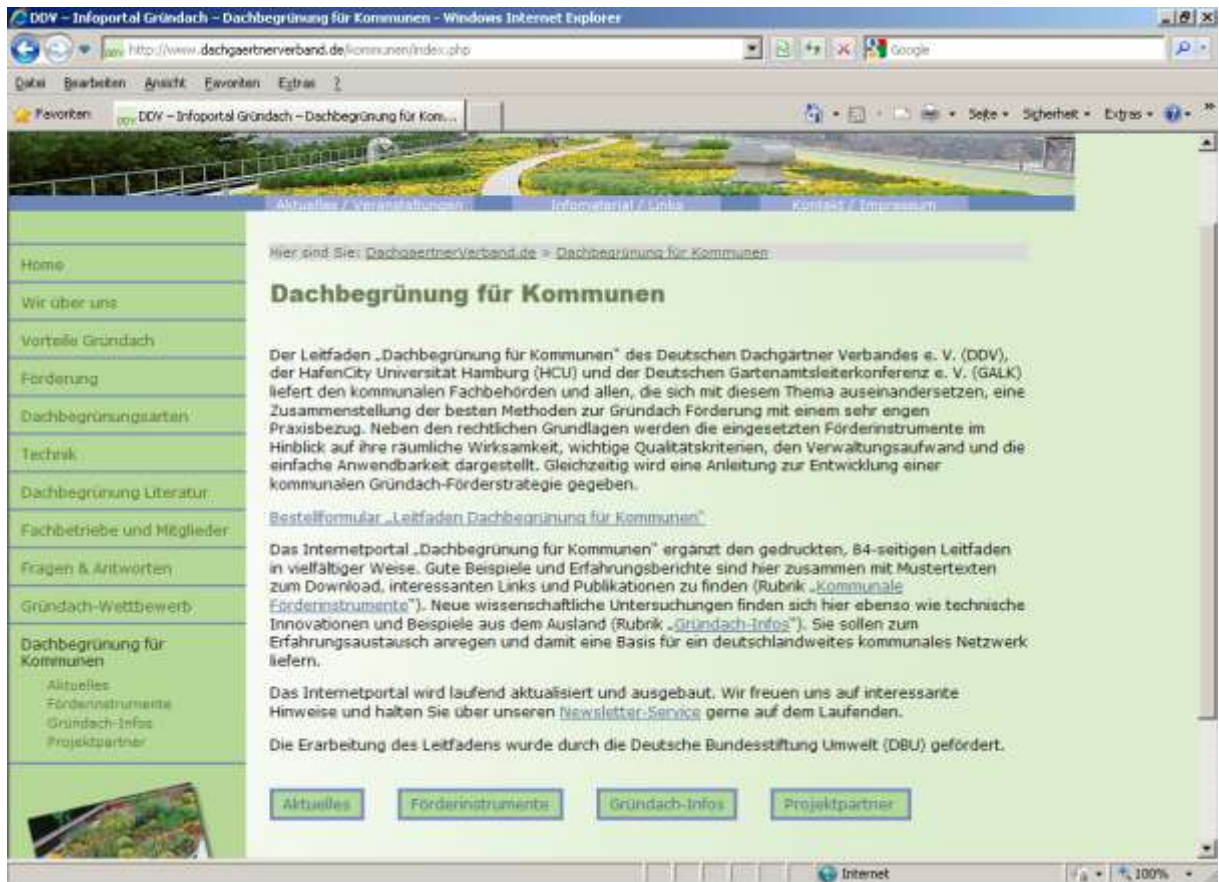 DDV – Infoportal Gründach – Dachbegrünung für Kommunen - Windows Internet Explorer
http://www.dachgaertnerverband.de/kommunen/index.php
Google
Datei Bearbeiten Ansicht Favoriten Extras ?
Favoriten
DDV – Infoportal Gründach – Dachbegrünung für Kom...
Seite Sicherheit Extras
Aktuelles / Veranstaltungen
Infomaterial / Links
Kontakt / Impressum
Home
Wir über uns
Vorteile Gründach
Förderung
Dachbegrünungsarten
Technik
Dachbegrünung Literatur
Fachbetriebe und Mitglieder
Fragen & Antworten
Gründach-Wettbewerb
Dachbegrünung für
Kommunen
Aktuelles
Förderinstrumente
Gründach-Infos
Projektpartner
Hier sind Sie: DachgaertnerVerband.de » Dachbegrünung für Kommunen
Dachbegrünung für Kommunen
Der Leitfaden „Dachbegrünung für Kommunen" des Deutschen Dachgärtner Verbandes e. V. (DDV),
der HafenCity Universität Hamburg (HCU) und der Deutschen Gartenamtsleiterkonferenz e. V. (GALK)
liefert den kommunalen Fachbehörden und allen, die sich mit diesem Thema auseinandersetzen, eine
Zusammenstellung der besten Methoden zur Gründach Förderung mit einem sehr engen
Praxisbezug. Neben den rechtlichen Grundlagen werden die eingesetzten Förderinstrumente im
Hinblick auf ihre räumliche Wirksamkeit, wichtige Qualitätskriterien, den Verwaltungsaufwand und die
einfache Anwendbarkeit dargestellt. Gleichzeitig wird eine Anleitung zur Entwicklung einer
kommunalen Gründach-Förderstrategie gegeben.
Bestellformular „Leitfaden Dachbegrünung für Kommunen"
Das Internetportal „Dachbegrünung für Kommunen" ergänzt den gedruckten, 84-seitigen Leitfaden
in vielfältiger Weise. Gute Beispiele und Erfahrungsberichte sind hier zusammen mit Mustertexten
zum Download, interessanten Links und Publikationen zu finden (Rubrik „Kommunale
Förderinstrumente"). Neue wissenschaftliche Untersuchungen finden sich hier ebenso wie technische
Innovationen und Beispiele aus dem Ausland (Rubrik „Gründach-Infos"). Sie sollen zum
Erfahrungsaustausch anregen und damit eine Basis für ein deutschlandweites kommunales Netzwerk
liefern.
Das Internetportal wird laufend aktualisiert und ausgebaut. Wir freuen uns auf interessante
Hinweise und halten Sie über unseren Newsletter-Service gerne auf dem Laufenden.
Die Erarbeitung des Leitfadens wurde durch die Deutsche Bundesstiftung Umwelt (DBU) gefördert.
Aktuelles
Förderinstrumente
Gründach-Infos
Projektpartner
Internet
100%